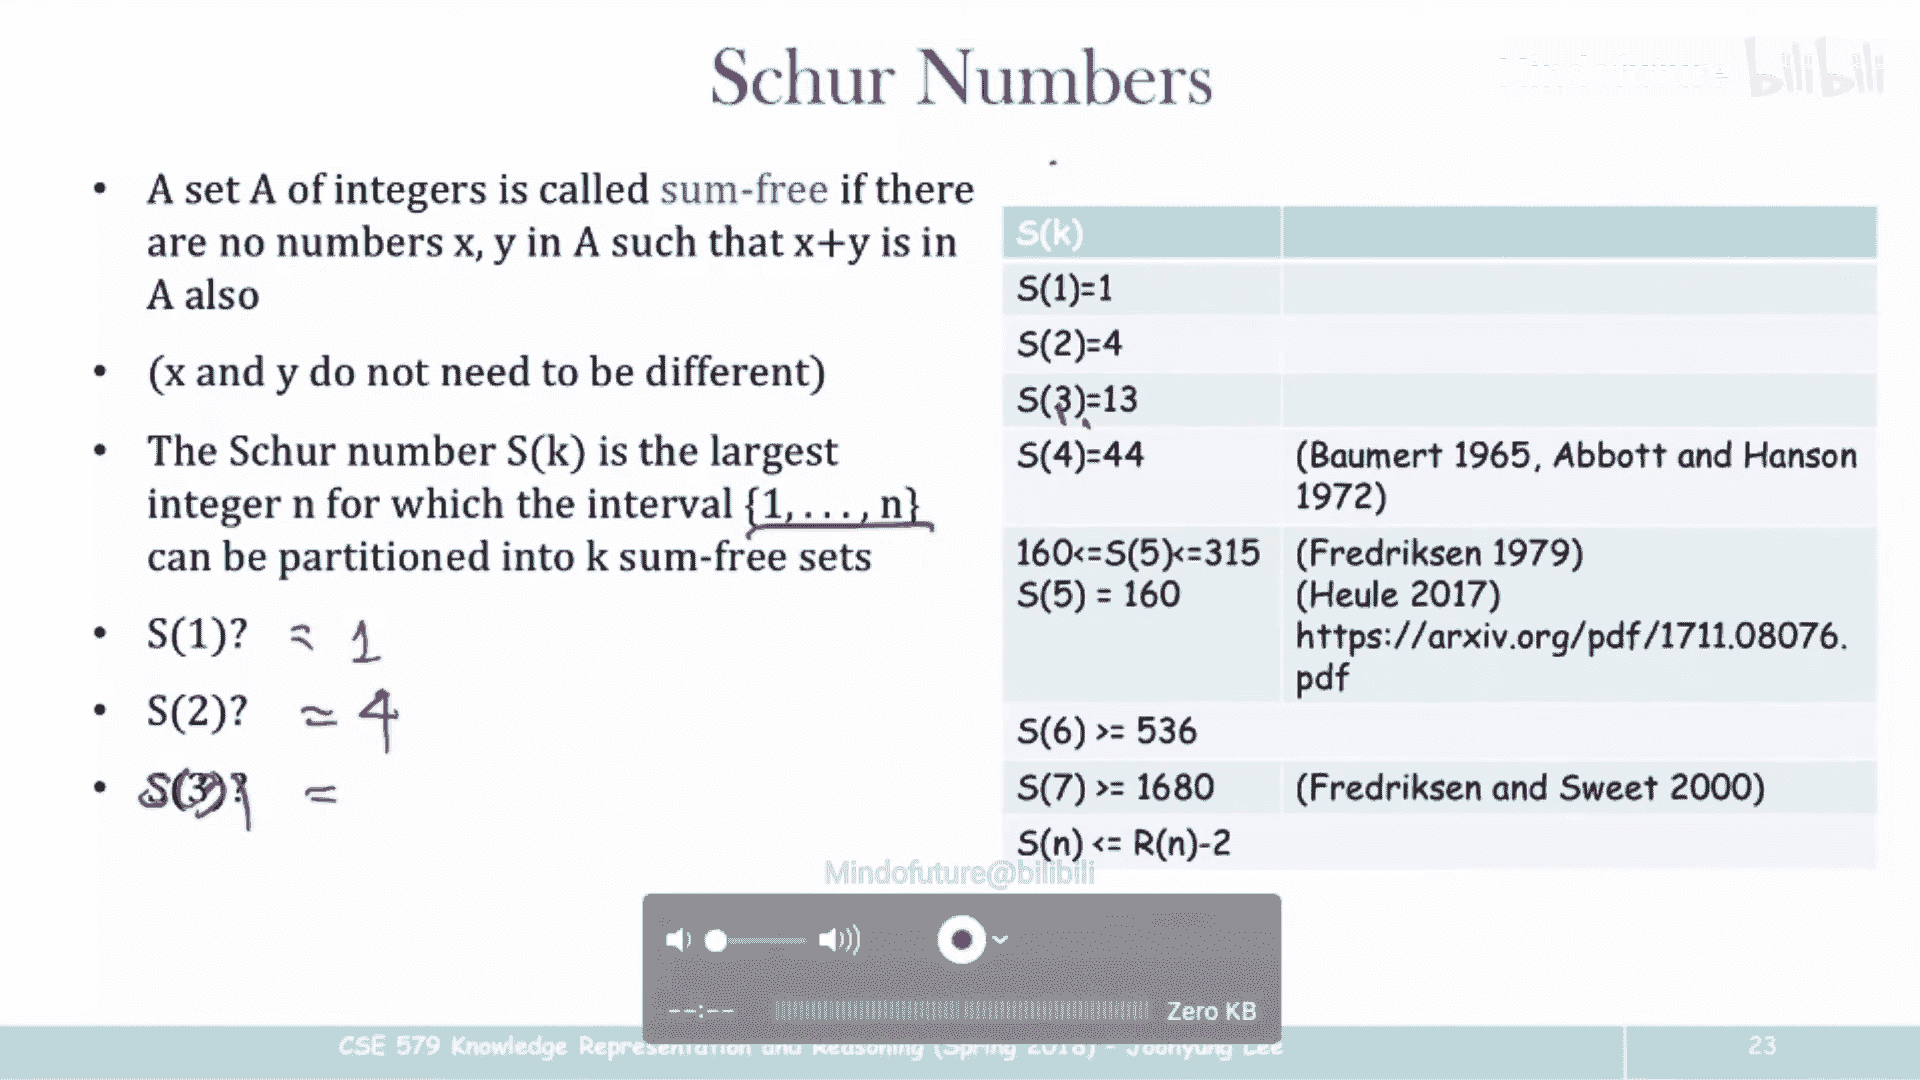 Schur Numbers
bilibili
• A set A of integers is called sum-free if there
are no numbers x, y in A such that x+y is in
A also
• (x and y do not need to be different)
• The Schur number S(k) is the largest
integer n for which the interval {1,..., n}
can be partitioned into k sum-free sets
• S(1)? = 1
• S(2)? = 4
• S(3)? =
S(k)
S(1)=1
S(2)=4
S(3)=13
S(4)=44 (Baumert 1965, Abbott and Hanson
1972)
160<=S(5)<=315 (Fredriksen 1979)
S(5) = 160 (Heule 2017)
https://arxiv.org/pdf/1711.08076.
pdf
S(6) >= 536
S(7) >= 1680 (Fredriksen and Sweet 2000)
S(n) <= R(n)-2
Mindofuture@bilibili
--:-- Zero KB
CSE 579 Knowledge Representation and Reasoning (Spring 2018) - Joohyung Lee
23